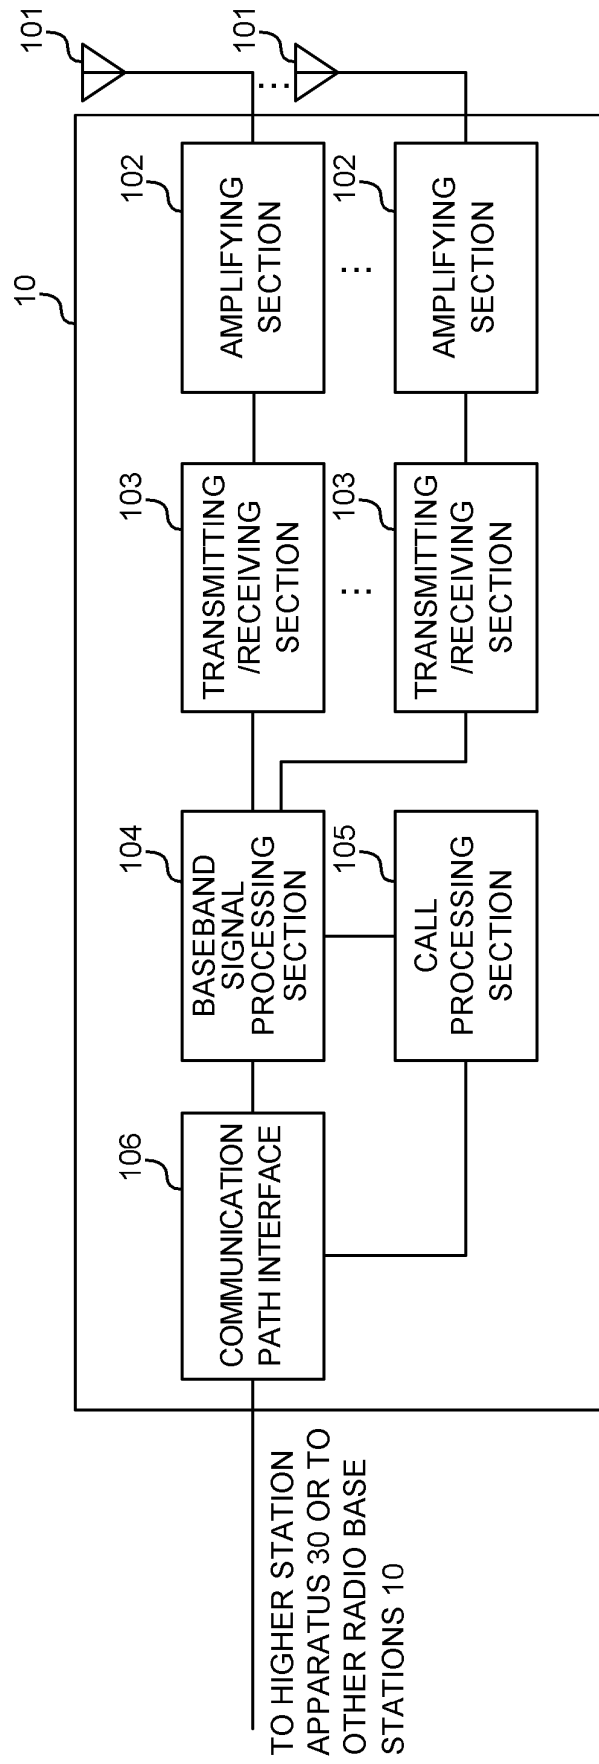 10
101
...
101
102
AMPLIFYING
SECTION
...
102
AMPLIFYING
SECTION
103
TRANSMITTING
/RECEIVING
SECTION
...
103
TRANSMITTING
/RECEIVING
SECTION
104
BASEBAND
SIGNAL
PROCESSING
SECTION
105
CALL
PROCESSING
SECTION
106
COMMUNICATION
PATH INTERFACE
TO HIGHER STATION
APPARATUS 30 OR TO
OTHER RADIO BASE
STATIONS 10